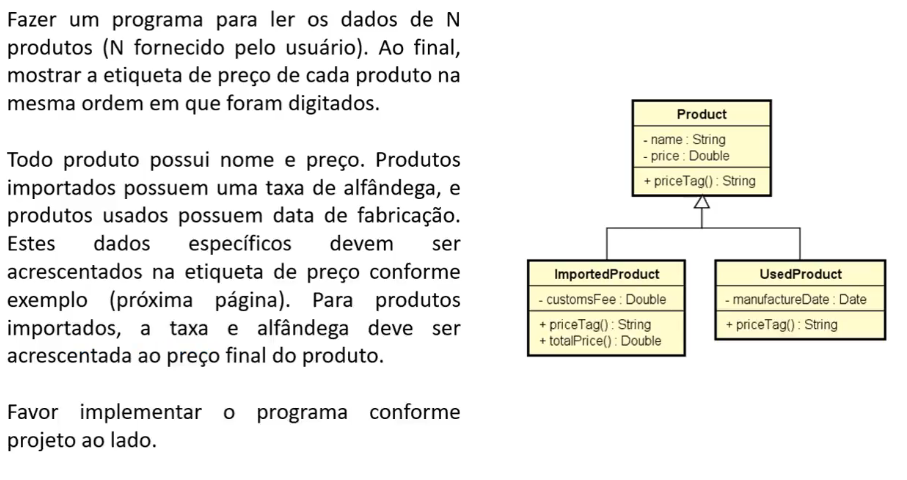 Fazer um programa para ler os dados de N
produtos (N fornecido pelo usuário). Ao final,
mostrar a etiqueta de preço de cada produto na
mesma ordem em que foram digitados.
Todo produto possui nome e preço. Produtos
importados possuem uma taxa de alfândega, e
produtos usados possuem data de fabricação.
Estes dados específicos devem ser
acrescentados na etiqueta de preço conforme
exemplo (próxima página). Para produtos
importados, a taxa e alfândega deve ser
acrescentada ao preço final do produto.
Favor implementar o programa conforme
projeto ao lado.
Product
- name : String
- price : Double
+ priceTag() : String
ImportedProduct
- customsFee : Double
+ priceTag() : String
+ totalPrice() : Double
UsedProduct
- manufactureDate : Date
+ priceTag() : String